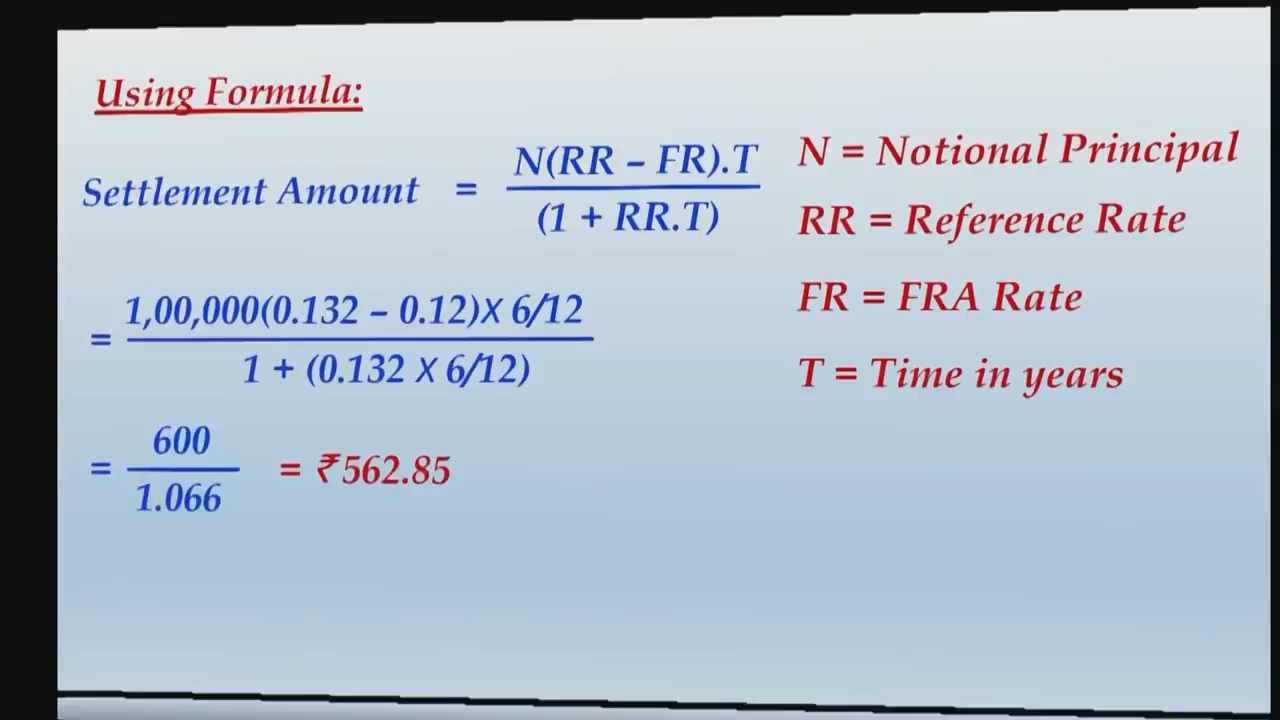 Using Formula:
Settlement Amount = N(RR – FR).T / (1 + RR.T)
N = Notional Principal
RR = Reference Rate
FR = FRA Rate
T = Time in years
= 1,00,000(0.132 – 0.12)X 6/12 / 1 + (0.132 X 6/12)
= 600 / 1.066 = ₹562.85